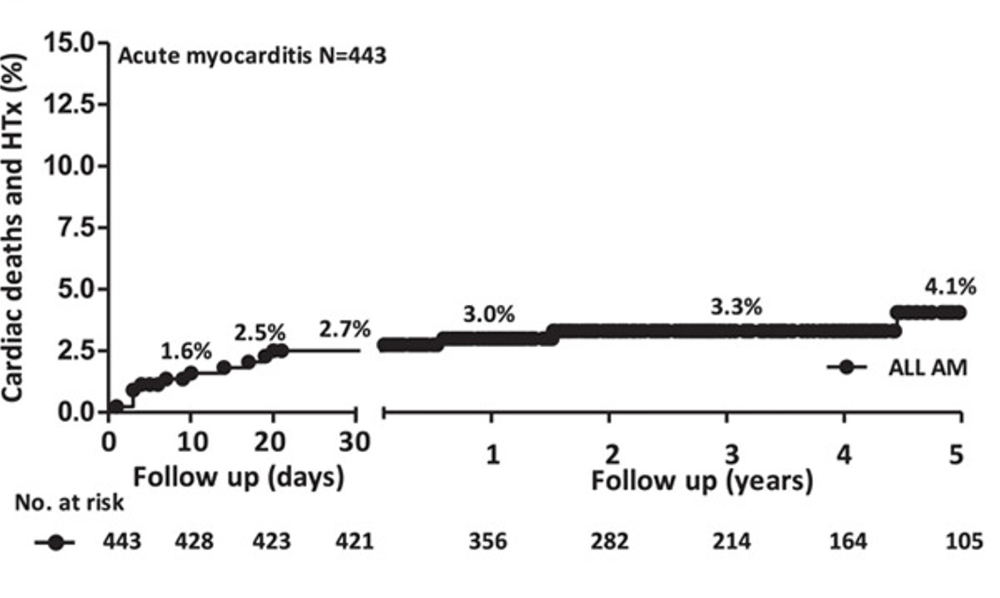 Cardiac deaths and HTx (%)
15.0
12.5
10.0
7.5
5.0
2.5
0.0
Acute myocarditis N=443
1.6%
2.5%
2.7%
3.0%
3.3%
4.1%
ALL AM
0 10 20 30
1 2 3 4 5
Follow up (days)
Follow up (years)
No. at risk
443 428 423 421 356 282 214 164 105